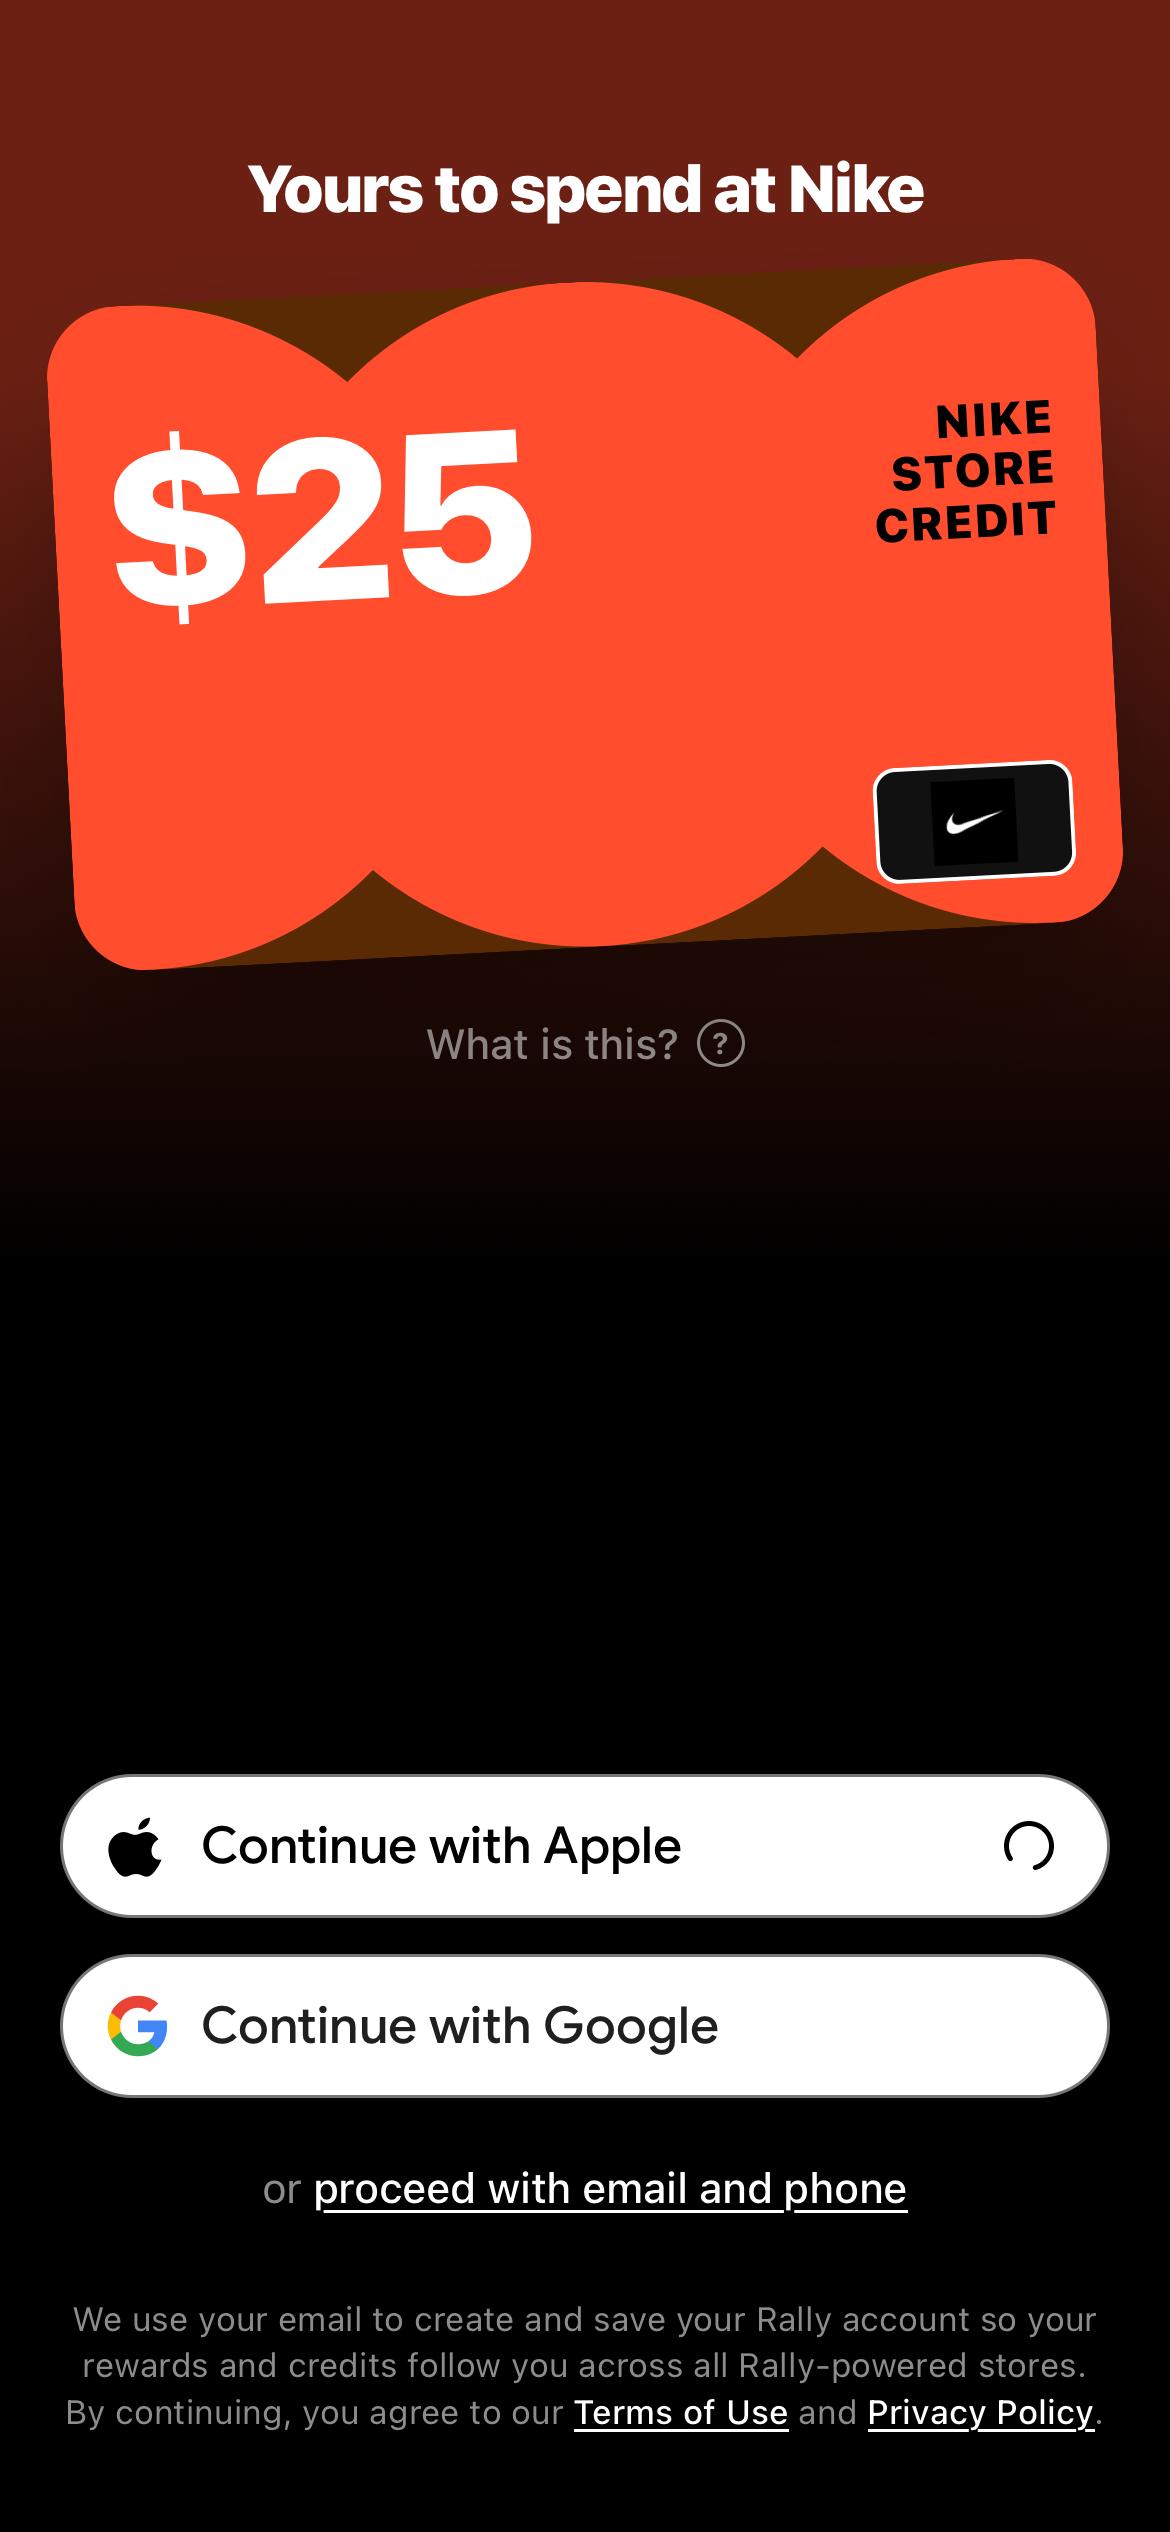 Yours to spend at Nike
$25
NIKE
STORE
CREDIT
What is this? ?
Continue with Apple
Continue with Google
or proceed with email and phone
We use your email to create and save your Rally account so your
rewards and credits follow you across all Rally-powered stores.
By continuing, you agree to our Terms of Use and Privacy Policy.